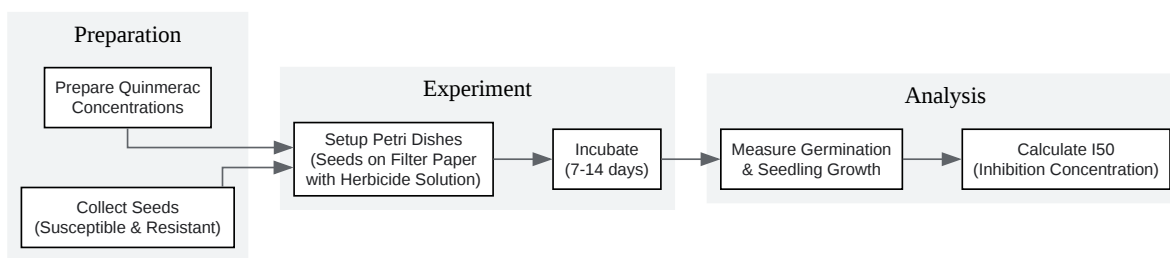 Preparation
Prepare Quinmerac
Concentrations
Collect Seeds
(Susceptible & Resistant)
Experiment
Setup Petri Dishes
(Seeds on Filter Paper
with Herbicide Solution)
Incubate
(7-14 days)
Analysis
Measure Germination
& Seedling Growth
Calculate I50
(Inhibition Concentration)